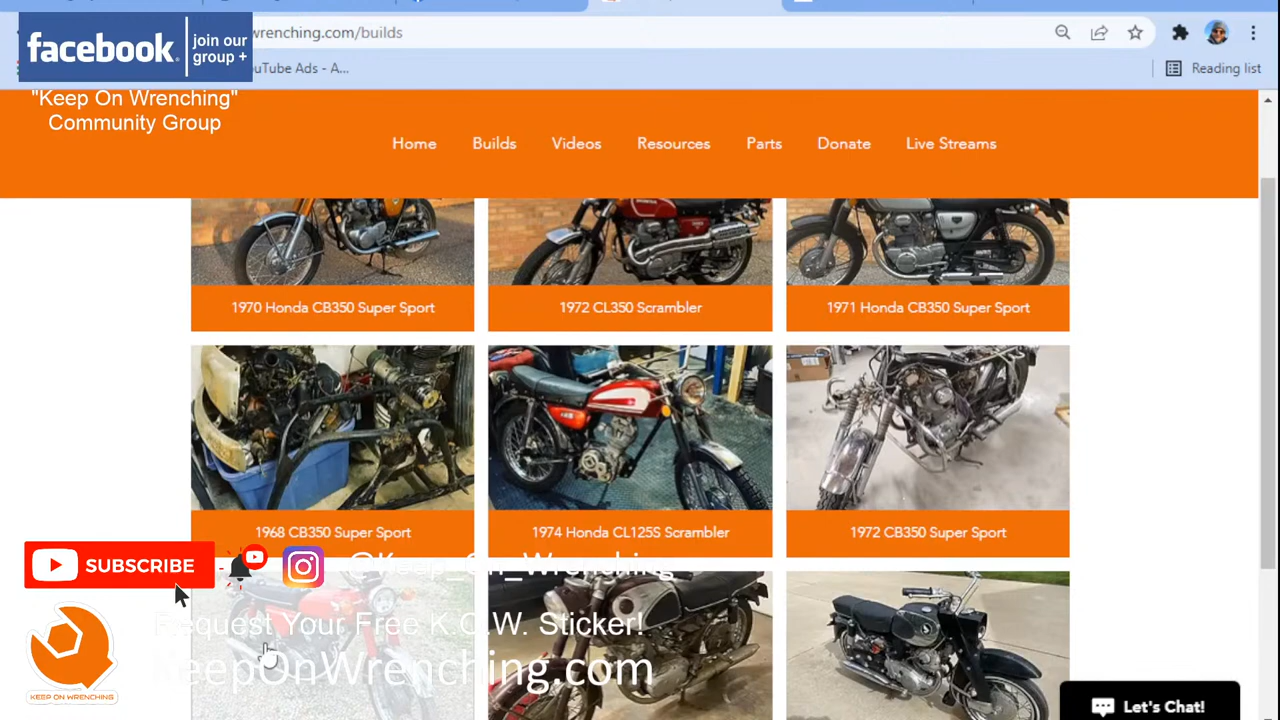 facebook. join our
group +
wrenching.com/builds
YouTube Ads - A...
Reading list
"Keep On Wrenching"
Community Group
Home Builds Videos Resources Parts Donate Live Streams
1970 Honda CB350 Super Sport
1972 CL350 Scrambler
1971 Honda CB350 Super Sport
1968 CB350 Super Sport
1974 Honda CL125S Scrambler
1972 CB350 Super Sport
SUBSCRIBE
@Keep_On_Wrenching
Request Your Free K.O.W. Sticker!
KeepOnWrenching.com
KEEP ON WRENCHING
Let's Chat!